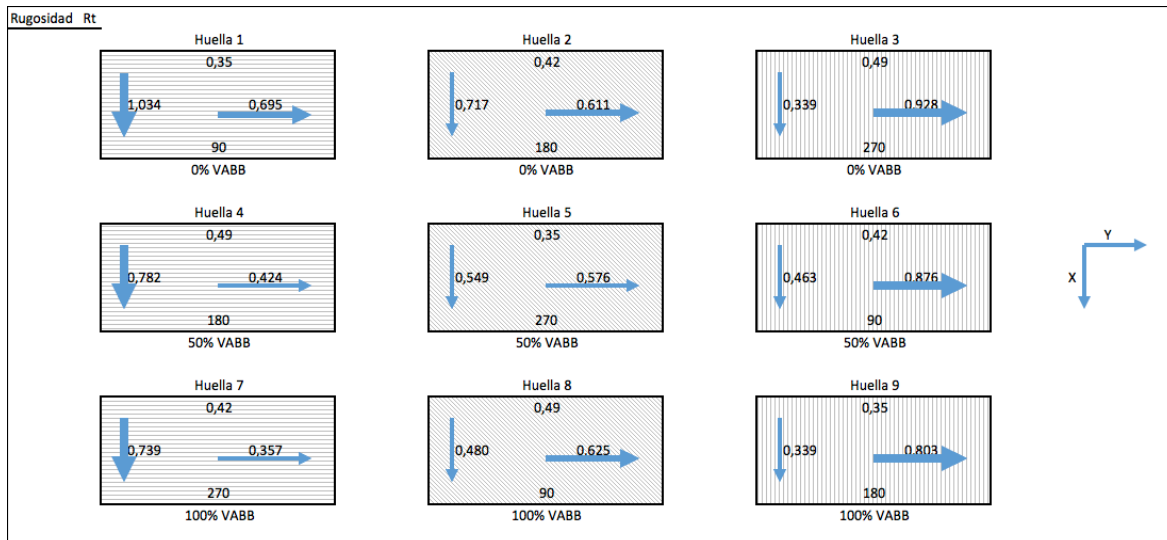 Rugosidad Rt
Huella 1
0,35
1,034
0,695
90
0% VABB
Huella 2
0,42
0,717
0.611
180
0% VABB
Huella 3
0,49
0,339
0.928
270
0% VABB
Huella 4
0,49
0,782
0,424
180
50% VABB
Huella 5
0,35
0,549
0,576
270
50% VABB
Huella 6
0,42
0,463
0.876
90
50% VABB
Y
X
Huella 7
0,42
0,739
0,357
270
100% VABB
Huella 8
0,49
0,480
0.625
90
100% VABB
Huella 9
0,35
0,339
0.803
180
100% VABB